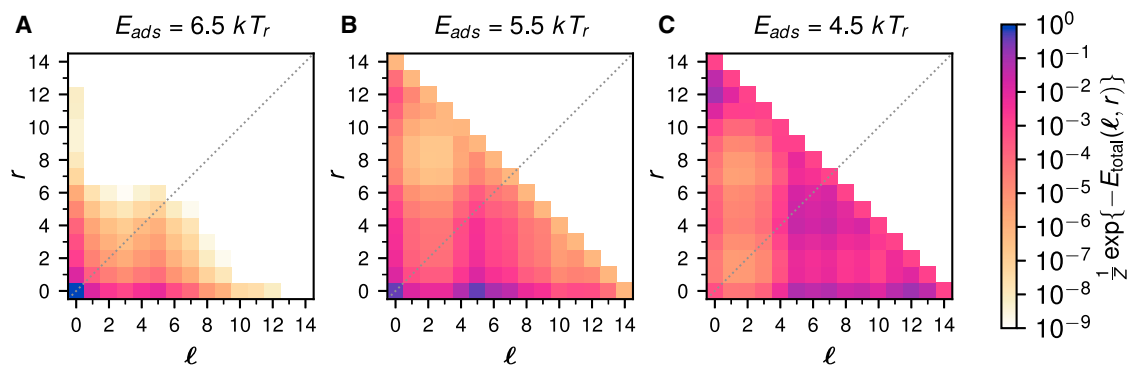 A
E_ads = 6.5 kT_r
B
E_ads = 5.5 kT_r
C
E_ads = 4.5 kT_r
r
14
12
10
8
6
4
2
0
0 2 4 6 8 10 12 14
ℓ
r
14
12
10
8
6
4
2
0
0 2 4 6 8 10 12 14
ℓ
r
14
12
10
8
6
4
2
0
0 2 4 6 8 10 12 14
ℓ
10^0
10^-1
10^-2
10^-3
10^-4
10^-5
10^-6
10^-7
10^-8
10^-9
1/Z exp{−E_total(ℓ, r)}